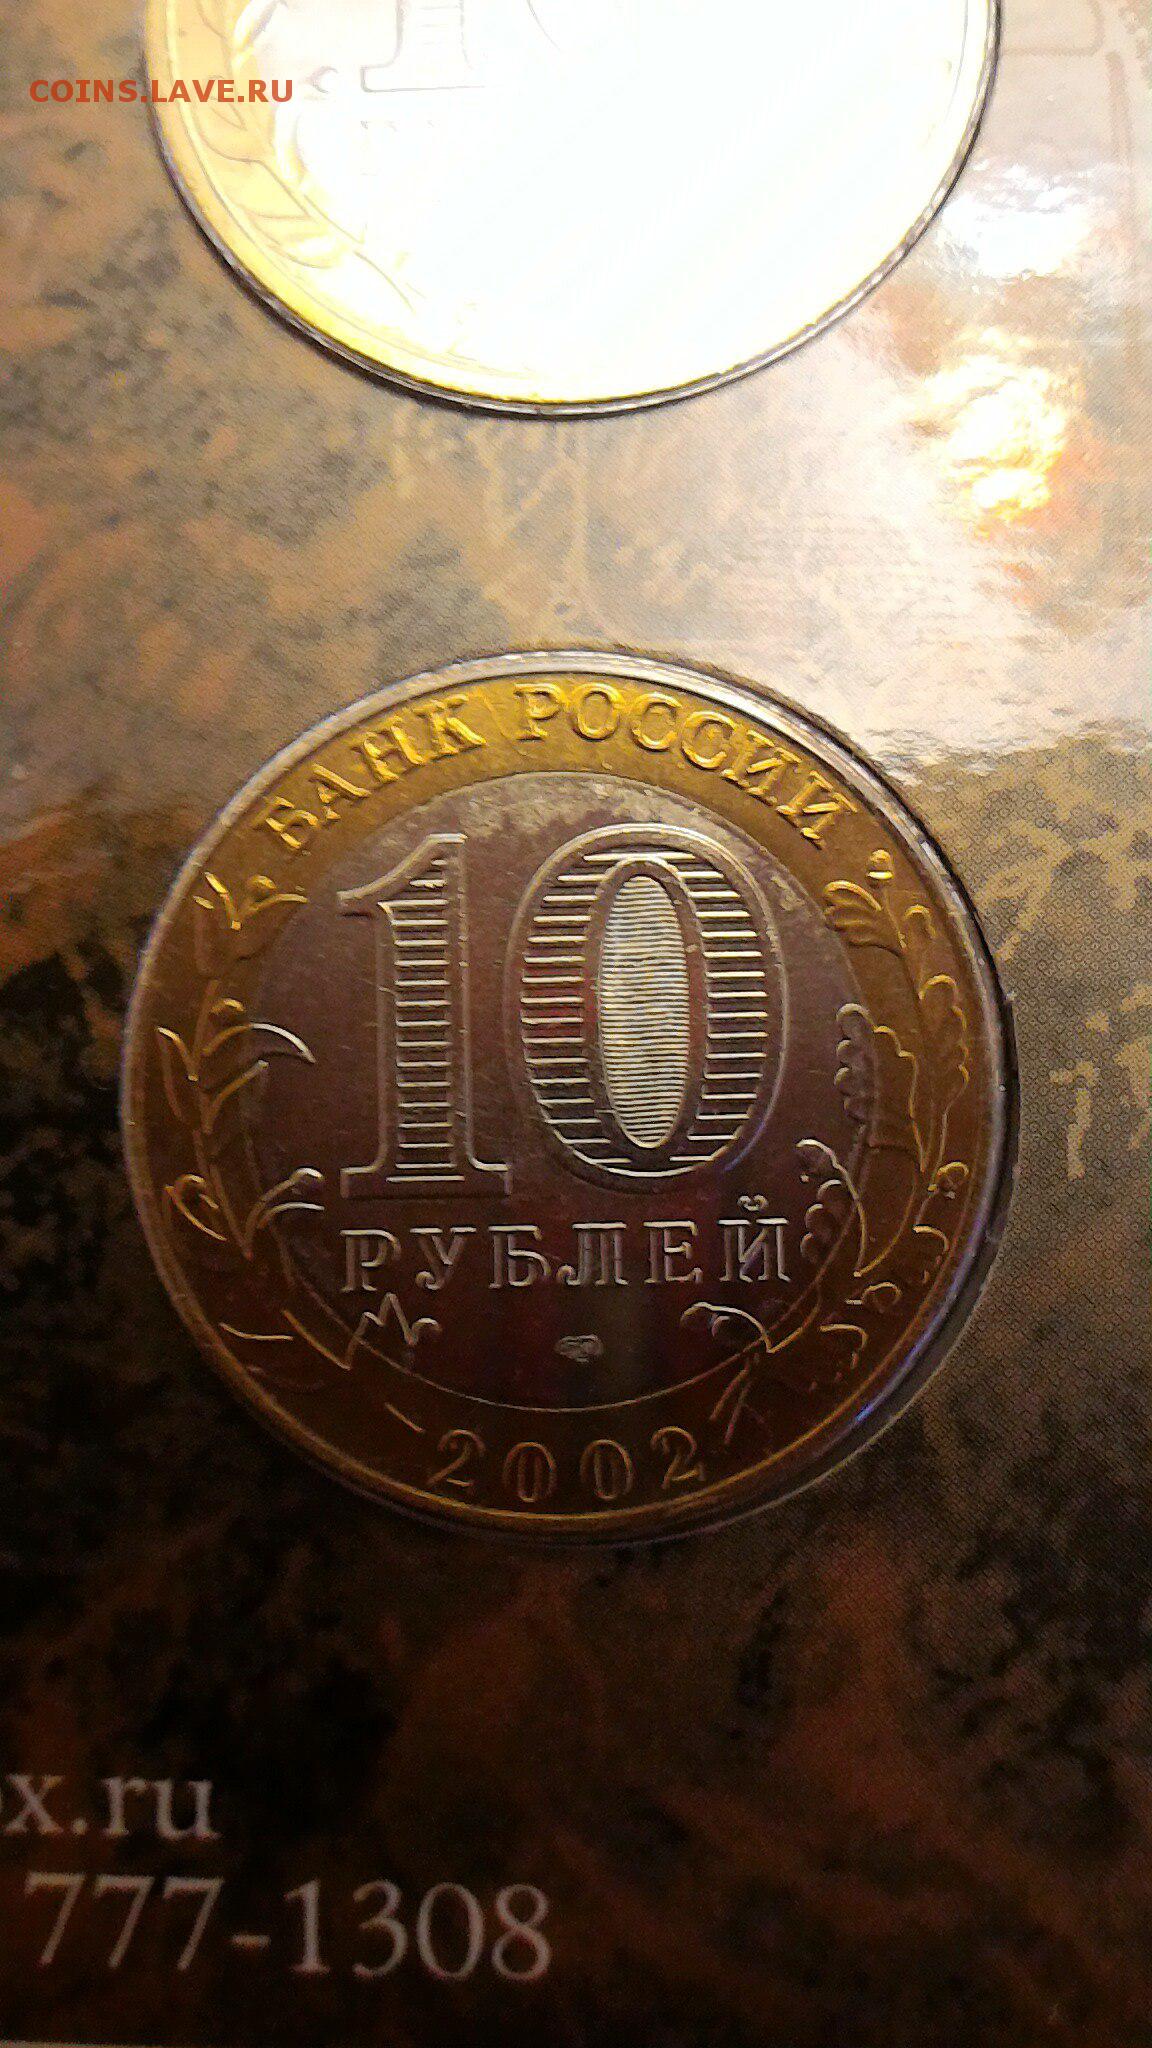 COINS.LAVE.RU
БАНК РОССИИ
10
РУБЛЕЙ
2002
x.ru
777-1308